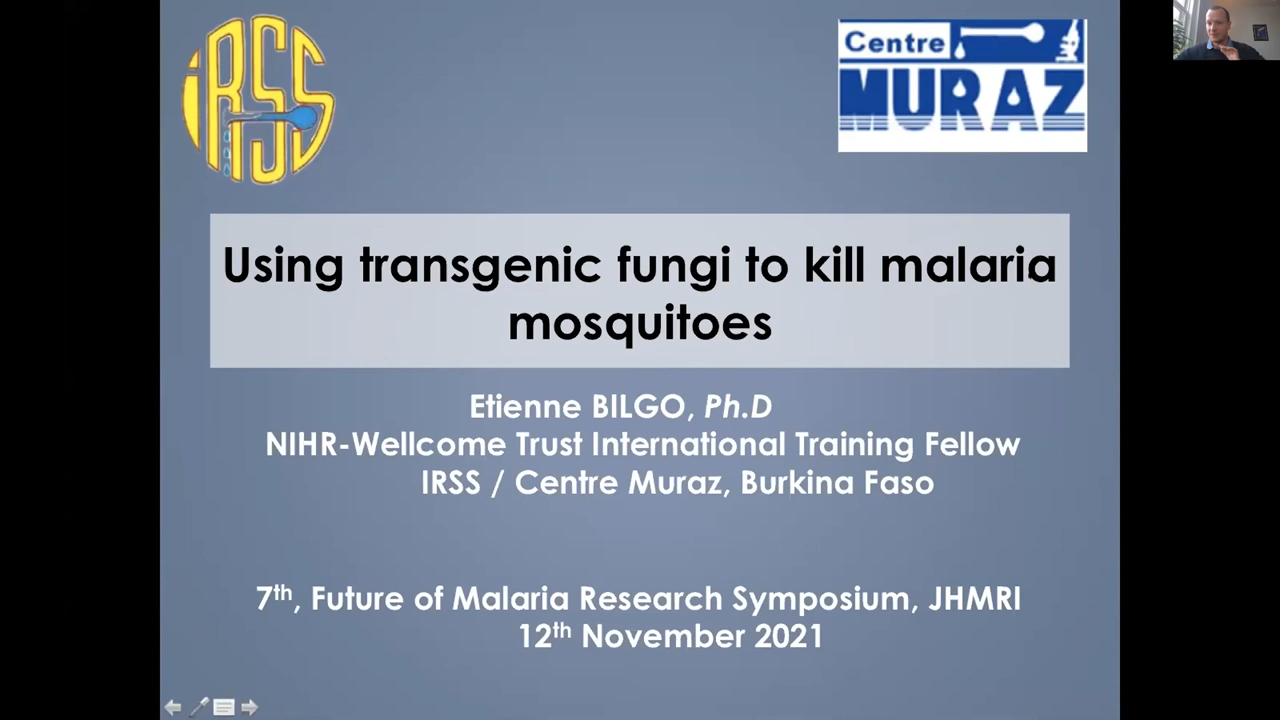 iRSS
Centre
MURAZ
Using transgenic fungi to kill malaria
mosquitoes
Etienne BILGO, Ph.D
NIHR-Wellcome Trust International Training Fellow
IRSS / Centre Muraz, Burkina Faso
7th, Future of Malaria Research Symposium, JHMRI
12th November 2021